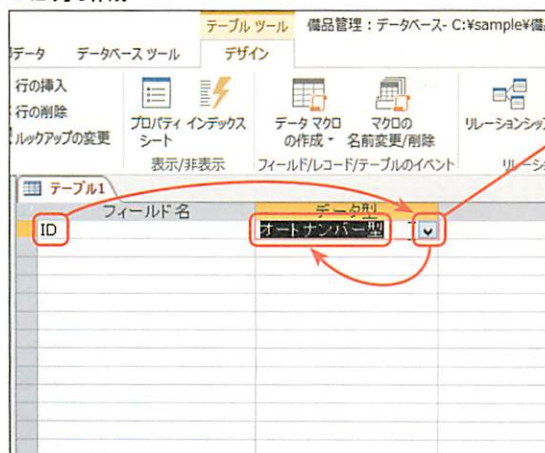 テーブル ツール 備品管理：データベース- C:¥sample¥備
データ データベース ツール デザイン
行の挿入
行の削除
ルックアップの変更
プロパティ シート
インデックス
データ マクロ の作成
マクロの 名前変更/削除
リレーションシップ
表示/非表示 フィールド/レコード/テーブルのイベント
テーブル1
フィールド名 データ型
ID オートナンバー型